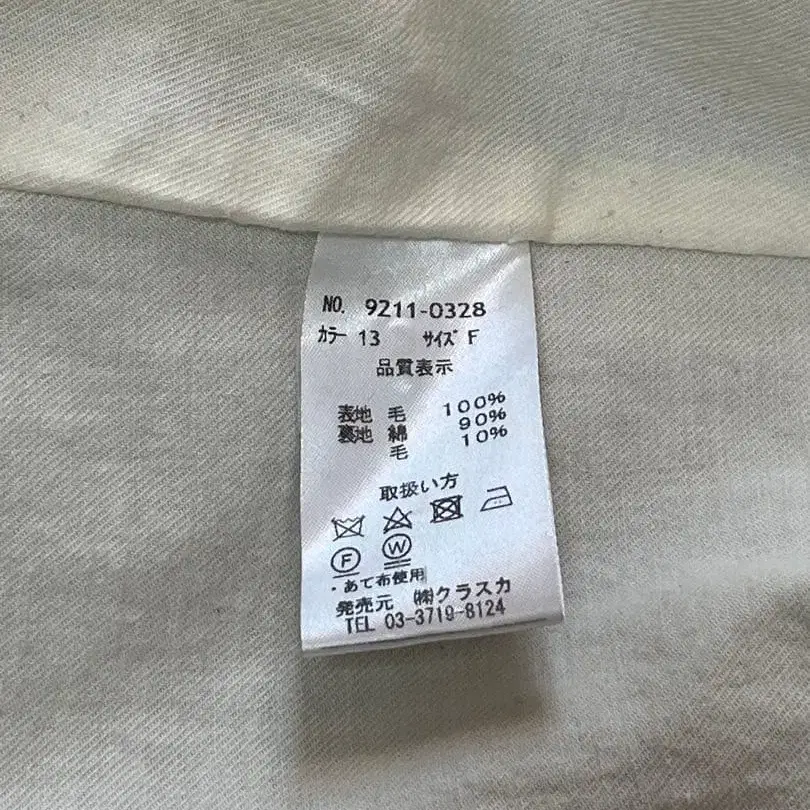 NO. 9211-0328
ｶﾗｰ 13 ｻｲｽﾞ F
品質表示
表地 毛 100%
裏地 綿 90%
毛 10%
取扱い方
F W
・あて布使用
発売元 ㈱クラスカ
TEL 03-3719-8124